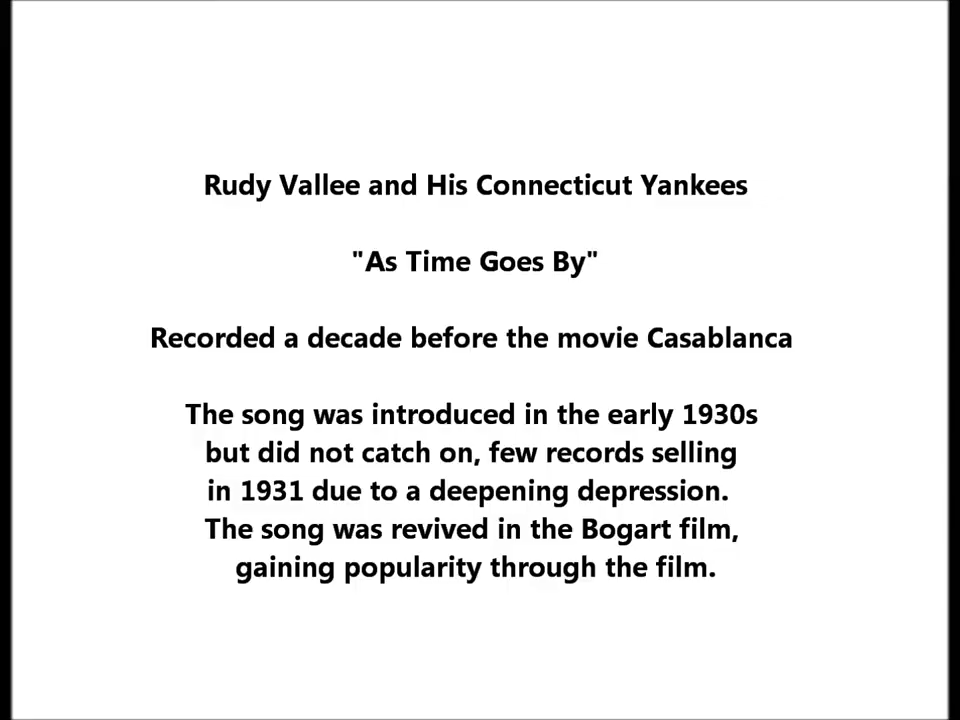 Rudy Vallee and His Connecticut Yankees
"As Time Goes By"
Recorded a decade before the movie Casablanca
The song was introduced in the early 1930s
but did not catch on, few records selling
in 1931 due to a deepening depression.
The song was revived in the Bogart film,
gaining popularity through the film.